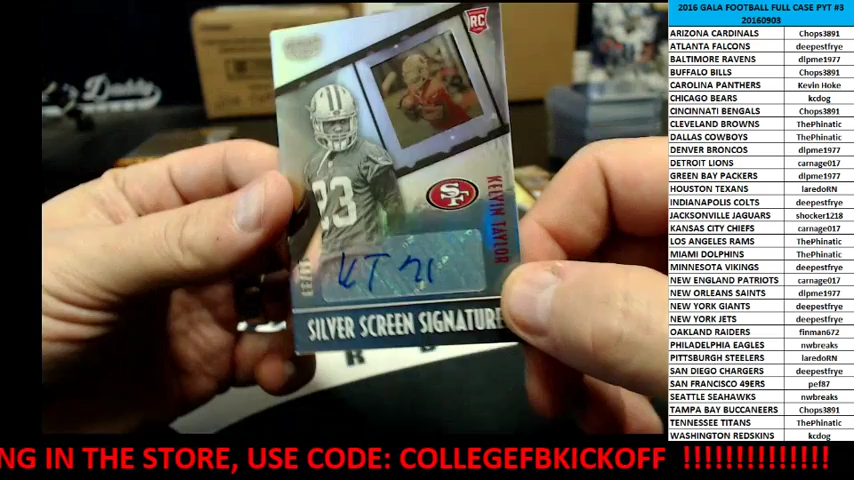 RC
23
SF
KELVIN TAYLOR
KT 21
SILVER SCREEN SIGNATURE
2016 GALA FOOTBALL FULL CASE PYT #3
20160903
ARIZONA CARDINALS Chops3891
ATLANTA FALCONS deepestfrye
BALTIMORE RAVENS dlpme1977
BUFFALO BILLS Chops3891
CAROLINA PANTHERS Kevin Hoke
CHICAGO BEARS kcdog
CINCINNATI BENGALS Chops3891
CLEVELAND BROWNS ThePhinatic
DALLAS COWBOYS ThePhinatic
DENVER BRONCOS dlpme1977
DETROIT LIONS carnage017
GREEN BAY PACKERS dlpme1977
HOUSTON TEXANS laredoRN
INDIANAPOLIS COLTS deepestfrye
JACKSONVILLE JAGUARS shocker1218
KANSAS CITY CHIEFS carnage017
LOS ANGELES RAMS ThePhinatic
MIAMI DOLPHINS ThePhinatic
MINNESOTA VIKINGS deepestfrye
NEW ENGLAND PATRIOTS carnage017
NEW ORLEANS SAINTS dlpme1977
NEW YORK GIANTS deepestfrye
NEW YORK JETS deepestfrye
OAKLAND RAIDERS finman672
PHILADELPHIA EAGLES nwbreaks
PITTSBURGH STEELERS laredoRN
SAN DIEGO CHARGERS deepestfrye
SAN FRANCISCO 49ERS pef87
SEATTLE SEAHAWKS nwbreaks
TAMPA BAY BUCCANEERS Chops3891
TENNESSEE TITANS ThePhinatic
WASHINGTON REDSKINS kcdog
NG IN THE STORE, USE CODE: COLLEGEFBKICKOFF !!!!!!!!!!!!!!